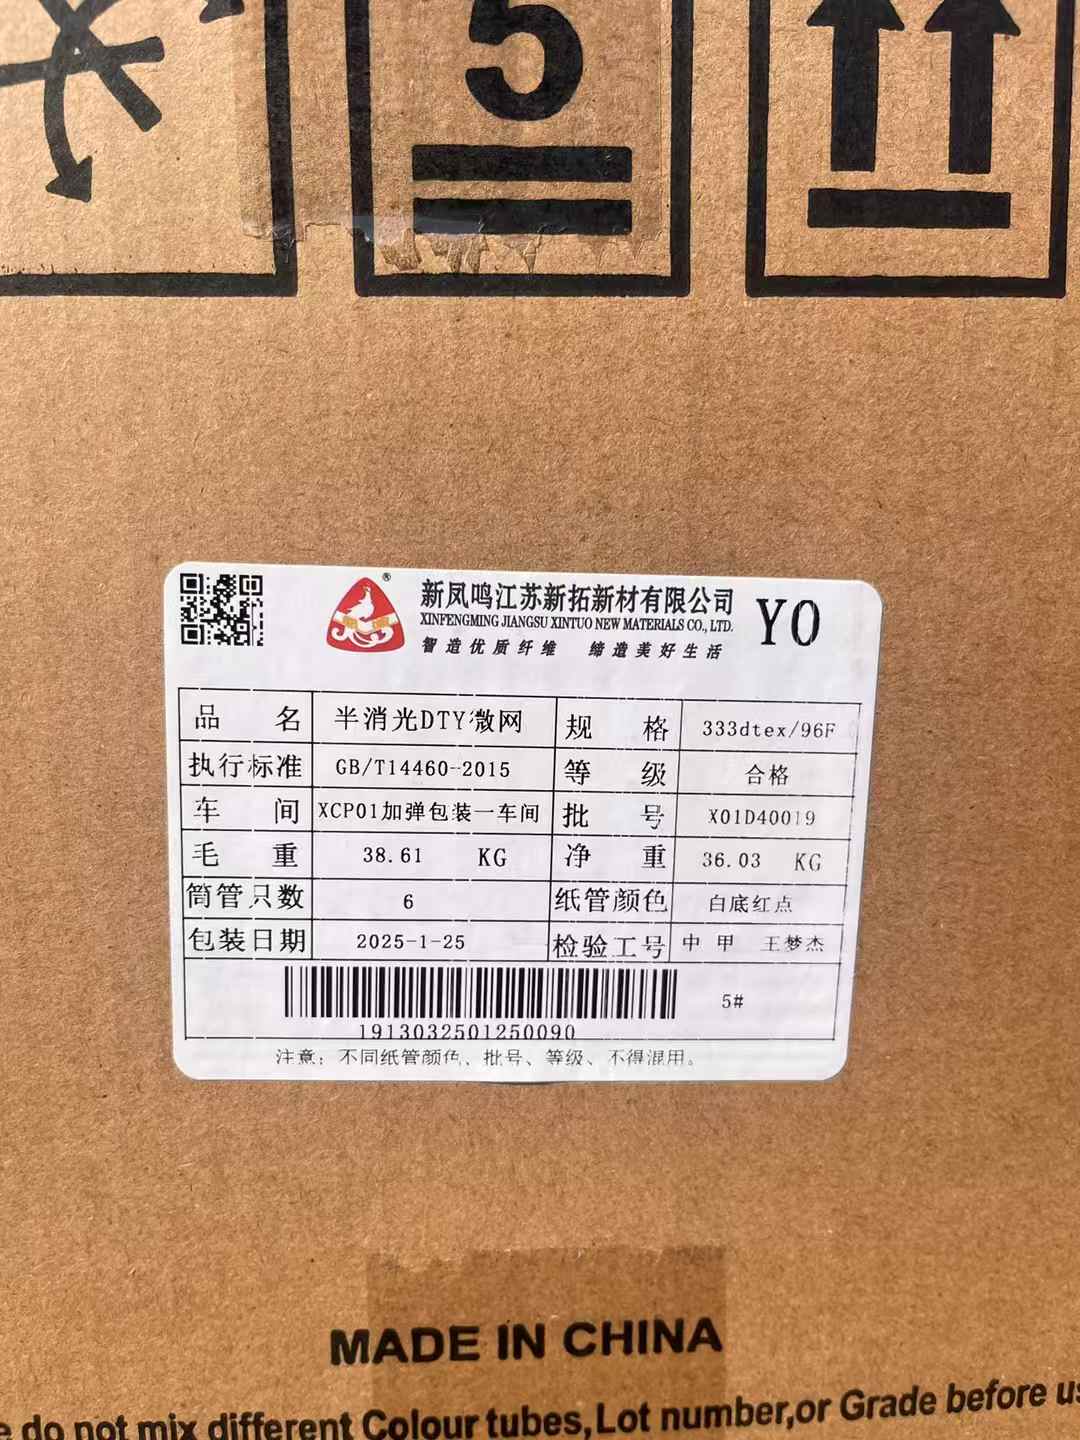 5
新凤鸣江苏新拓新材有限公司
XINFENGMING JIANGSU XINTUO NEW MATERIALS CO., LTD.
智造优质纤维 缔造美好生活
YO
®
品名 半消光DTY微网 规格 333dtex/96F
执行标准 GB/T14460-2015 等级 合格
车间 XCP01加弹包装一车间 批号 X01D40019
毛重 38.61 KG 净重 36.03 KG
筒管只数 6 纸管颜色 白底红点
包装日期 2025-1-25 检验工号 中 甲 王梦杰
5#
1913032501250090
注意：不同纸管颜色、批号、等级、不得混用。
MADE IN CHINA
do not mix different Colour tubes,Lot number,or Grade before